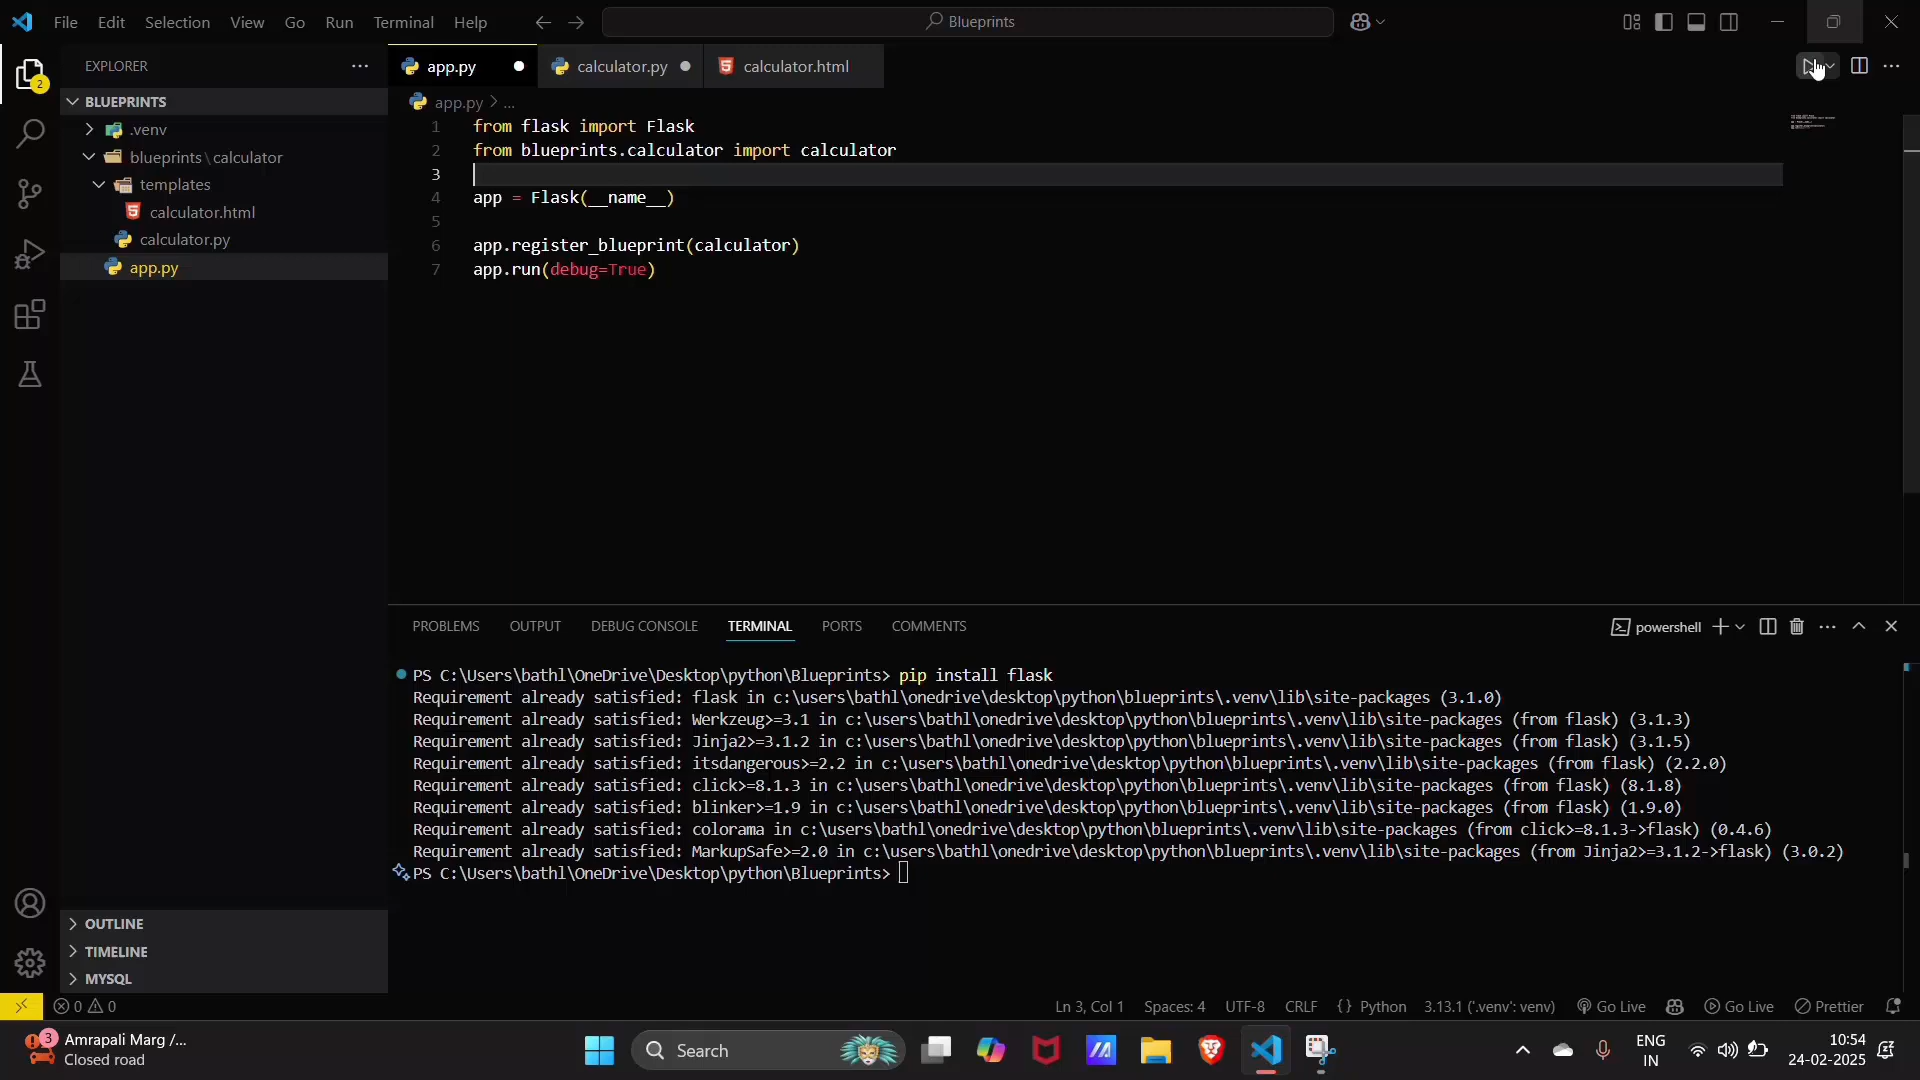 File Edit Selection View Go Run Terminal Help
Blueprints
EXPLORER
BLUEPRINTS
.venv
blueprints \ calculator
templates
calculator.html
calculator.py
app.py
2
OUTLINE
TIMELINE
MYSQL
app.py
calculator.py
calculator.html
app.py > ...
1 from flask import Flask
2 from blueprints.calculator import calculator
3
4 app = Flask(__name__)
5
6 app.register_blueprint(calculator)
7 app.run(debug=True)
PROBLEMS OUTPUT DEBUG CONSOLE TERMINAL PORTS COMMENTS
powershell
PS C:\Users\bathl\OneDrive\Desktop\python\Blueprints> pip install flask
Requirement already satisfied: flask in c:\users\bathl\onedrive\desktop\python\blueprints\.venv\lib\site-packages (3.1.0)
Requirement already satisfied: Werkzeug>=3.1 in c:\users\bathl\onedrive\desktop\python\blueprints\.venv\lib\site-packages (from flask) (3.1.3)
Requirement already satisfied: Jinja2>=3.1.2 in c:\users\bathl\onedrive\desktop\python\blueprints\.venv\lib\site-packages (from flask) (3.1.5)
Requirement already satisfied: itsdangerous>=2.2 in c:\users\bathl\onedrive\desktop\python\blueprints\.venv\lib\site-packages (from flask) (2.2.0)
Requirement already satisfied: click>=8.1.3 in c:\users\bathl\onedrive\desktop\python\blueprints\.venv\lib\site-packages (from flask) (8.1.8)
Requirement already satisfied: blinker>=1.9 in c:\users\bathl\onedrive\desktop\python\blueprints\.venv\lib\site-packages (from flask) (1.9.0)
Requirement already satisfied: colorama in c:\users\bathl\onedrive\desktop\python\blueprints\.venv\lib\site-packages (from click>=8.1.3->flask) (0.4.6)
Requirement already satisfied: MarkupSafe>=2.0 in c:\users\bathl\onedrive\desktop\python\blueprints\.venv\lib\site-packages (from Jinja2>=3.1.2->flask) (3.0.2)
PS C:\Users\bathl\OneDrive\Desktop\python\Blueprints>
0 0 Ln 3, Col 1 Spaces: 4 UTF-8 CRLF {} Python 3.13.1 ('.venv': venv) Go Live Go Live Prettier
3
Amrapali Marg /...
Closed road
Search
ENG
IN
10:54
24-02-2025